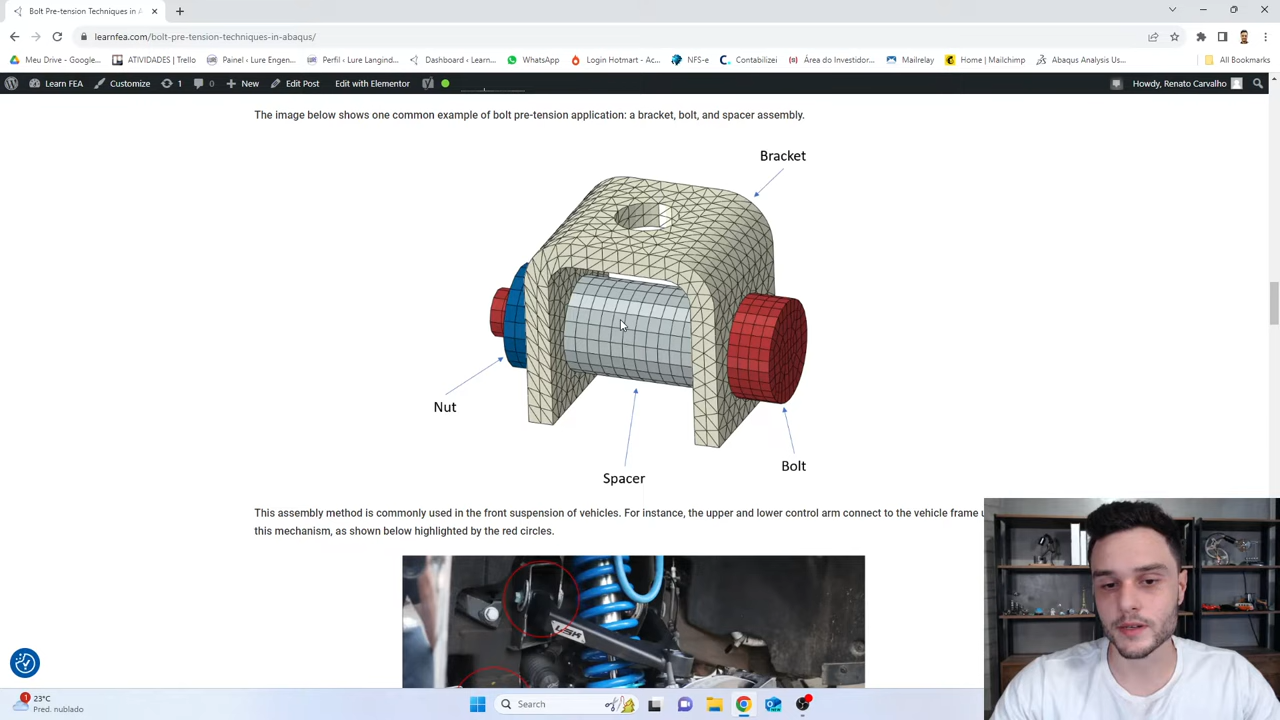 Bolt Pre-tension Techniques in A
learnfea.com/bolt-pre-tension-techniques-in-abaqus/
Meu Drive - Google...
ATIVIDADES | Trello
Painel ‹ Lure Engen...
Perfil ‹ Lure Langind...
Dashboard ‹ Learn...
WhatsApp
Login Hotmart - Ac...
NFS-e
Contabilizei
Área do Investidor...
Mailrelay
Home | Mailchimp
Abaqus Analysis Us...
All Bookmarks
Learn FEA
Customize
1
0
New
Edit Post
Edit with Elementor
Howdy, Renato Carvalho
The image below shows one common example of bolt pre-tension application: a bracket, bolt, and spacer assembly.
Bracket
Nut
Bolt
Spacer
This assembly method is commonly used in the front suspension of vehicles. For instance, the upper and lower control arm connect to the vehicle frame
this mechanism, as shown below highlighted by the red circles.
1
23°C
Pred. nublado
Search